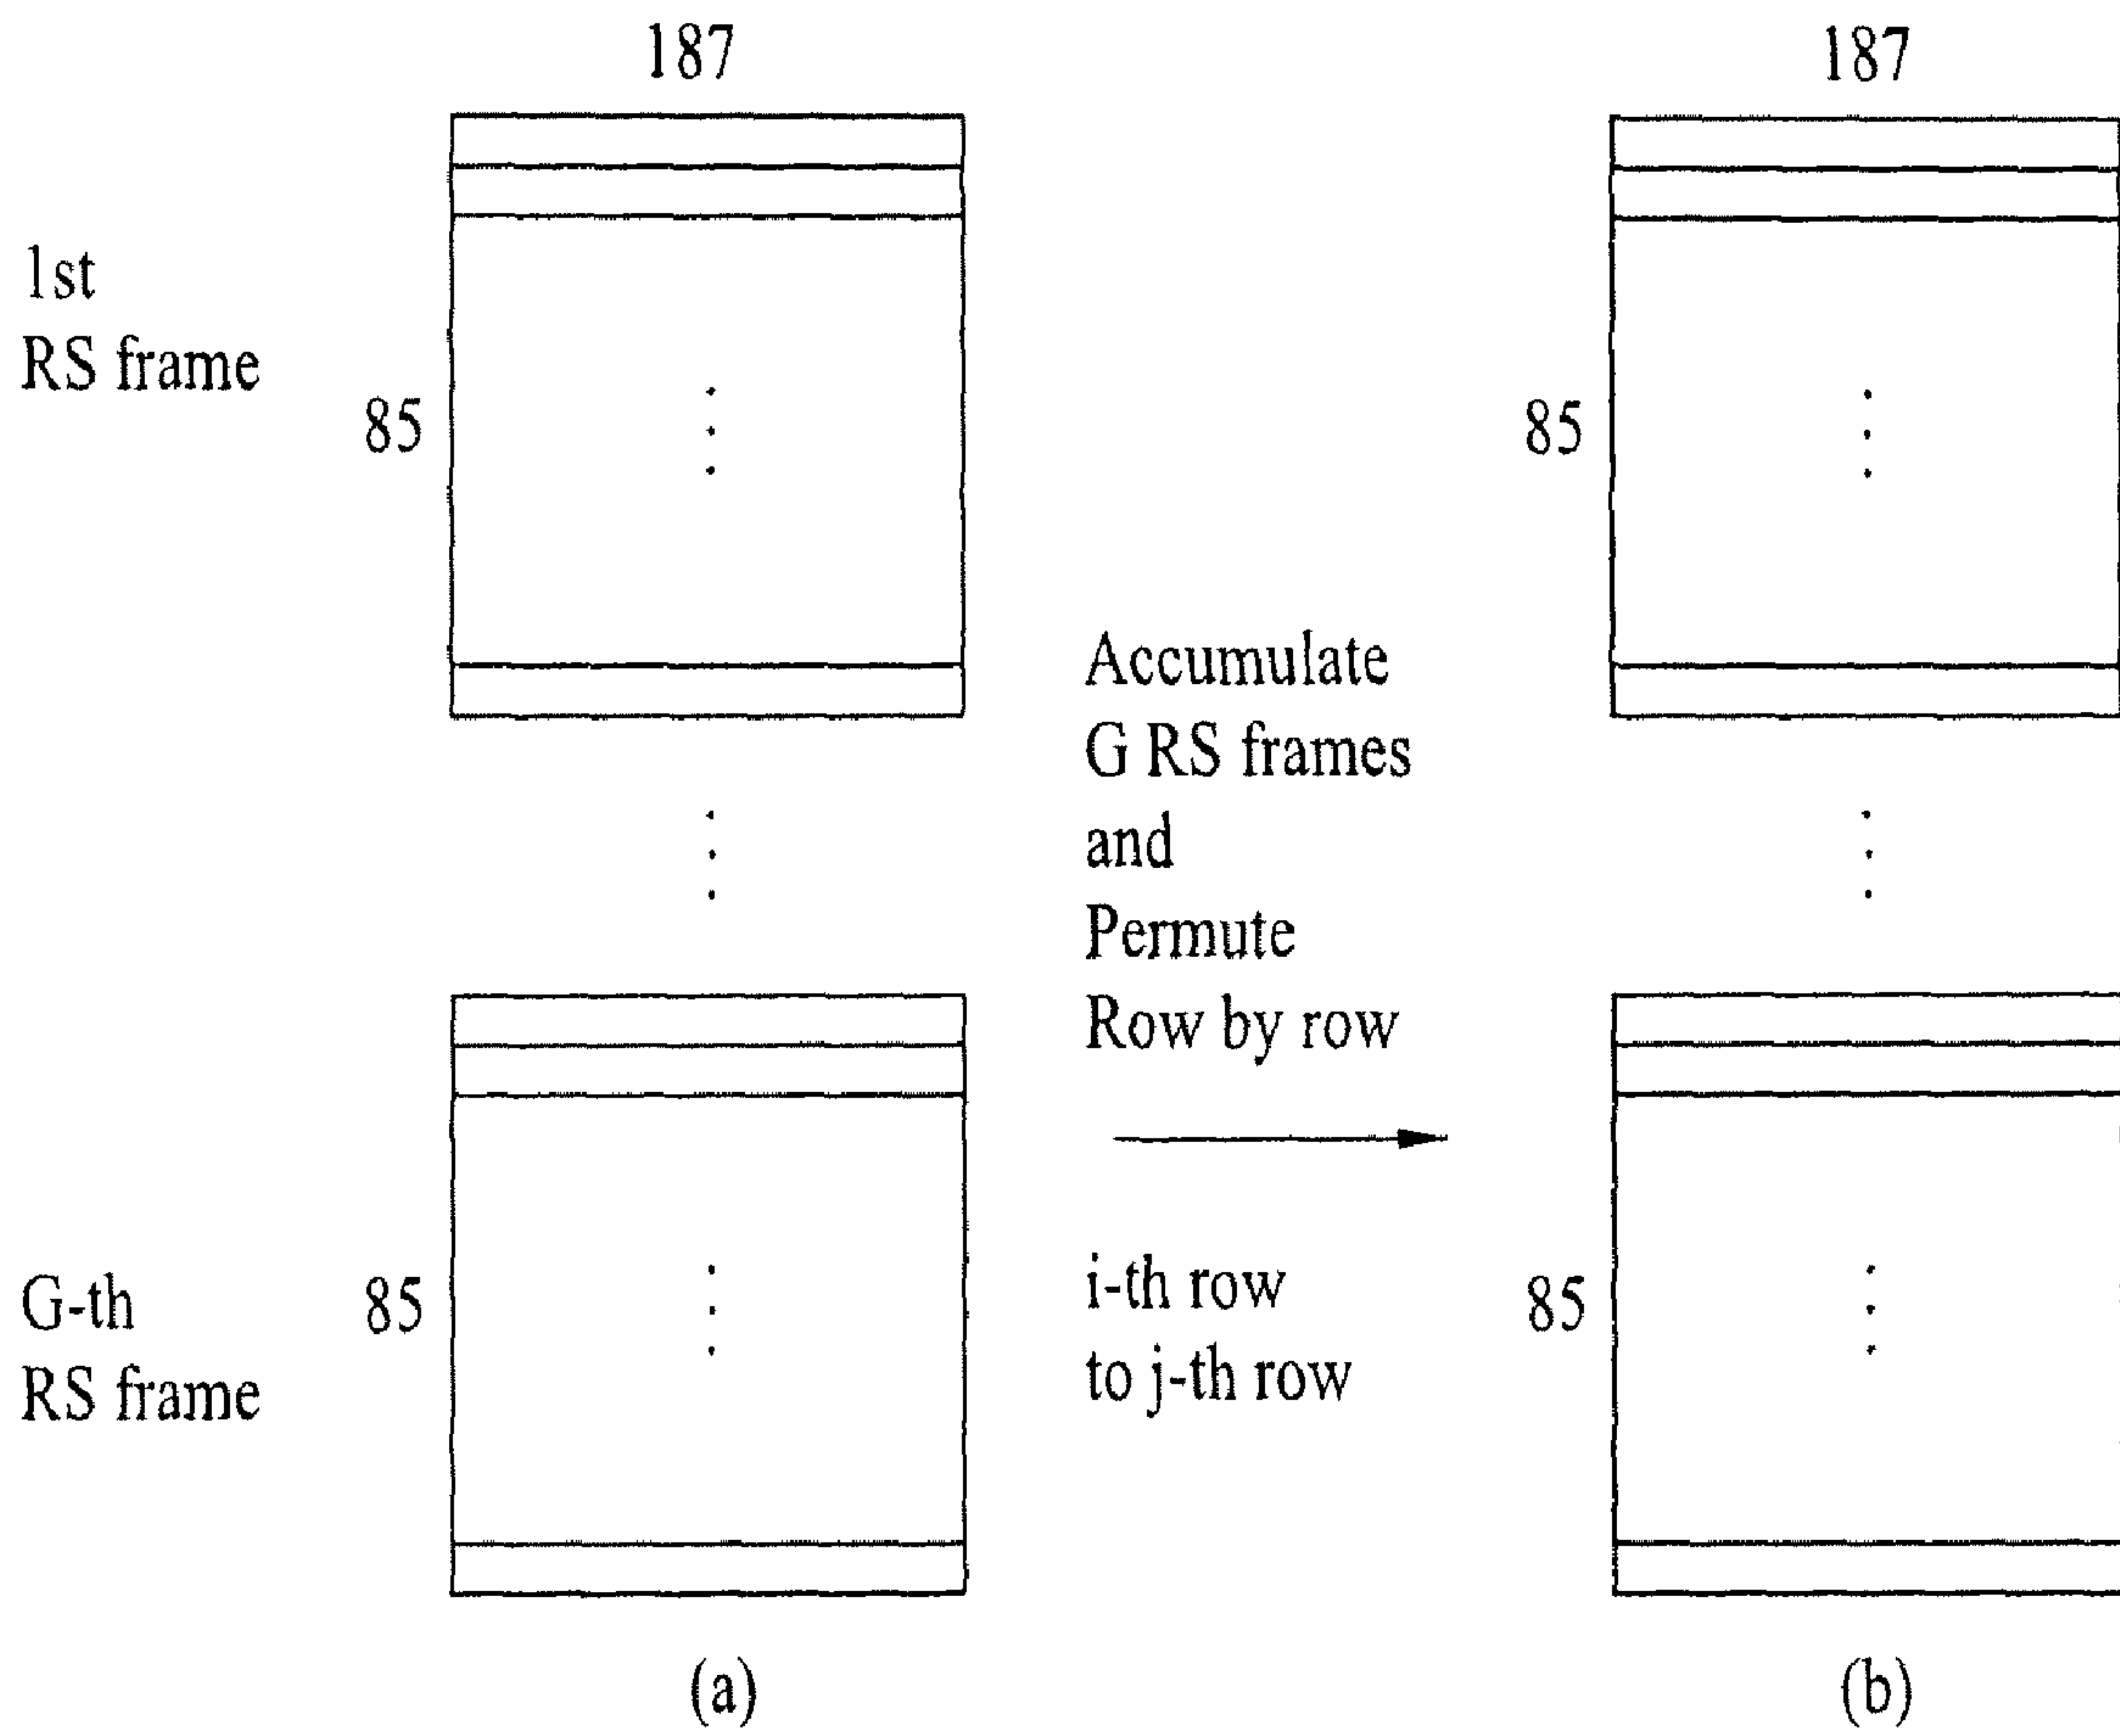 187
187
1st
RS frame
85
85
Accumulate
G RS frames
and
Permute
Row by row
i-th row
to j-th row
G-th
RS frame
85
85
(a)
(b)